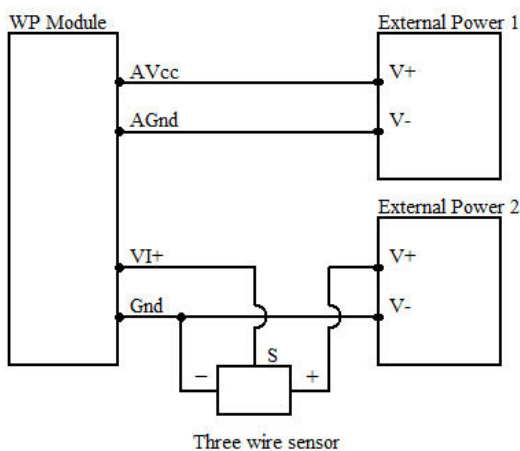 WP Module
External Power 1
AVcc
V+
AGnd
V-
External Power 2
VI+
V+
Gnd
V-
S
−
+
Three wire sensor